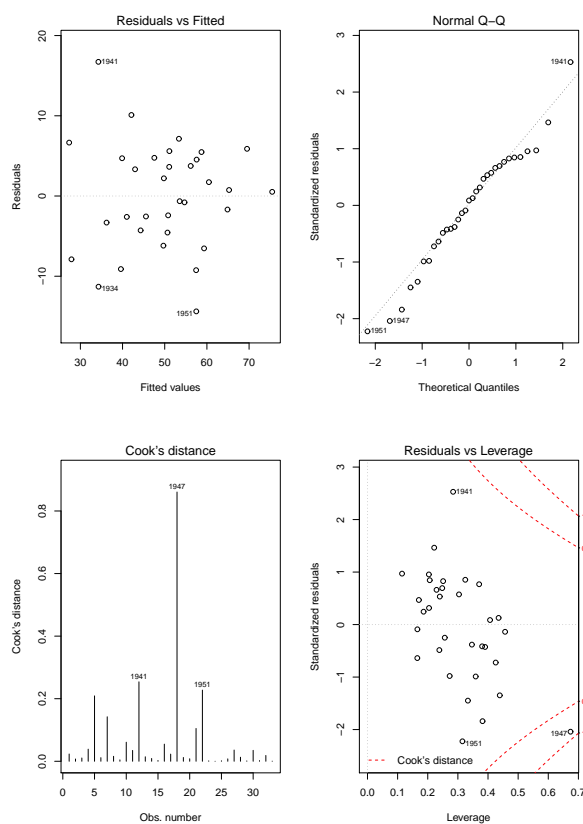 Residuals vs Fitted
Residuals
20
10
0
−10
1941
1934
1951
30 40 50 60 70
Fitted values
Normal Q−Q
Standardized residuals
3
2
1
0
−1
−2
1941
1947
1951
−2 −1 0 1 2
Theoretical Quantiles
Cook's distance
Cook's distance
0.8
0.6
0.4
0.2
0.0
1947
1941
1951
0 5 10 15 20 25 30
Obs. number
Residuals vs Leverage
Standardized residuals
3
2
1
0
−1
−2
1941
1947
1951
Cook's distance
0.0 0.1 0.2 0.3 0.4 0.5 0.6 0.7
Leverage